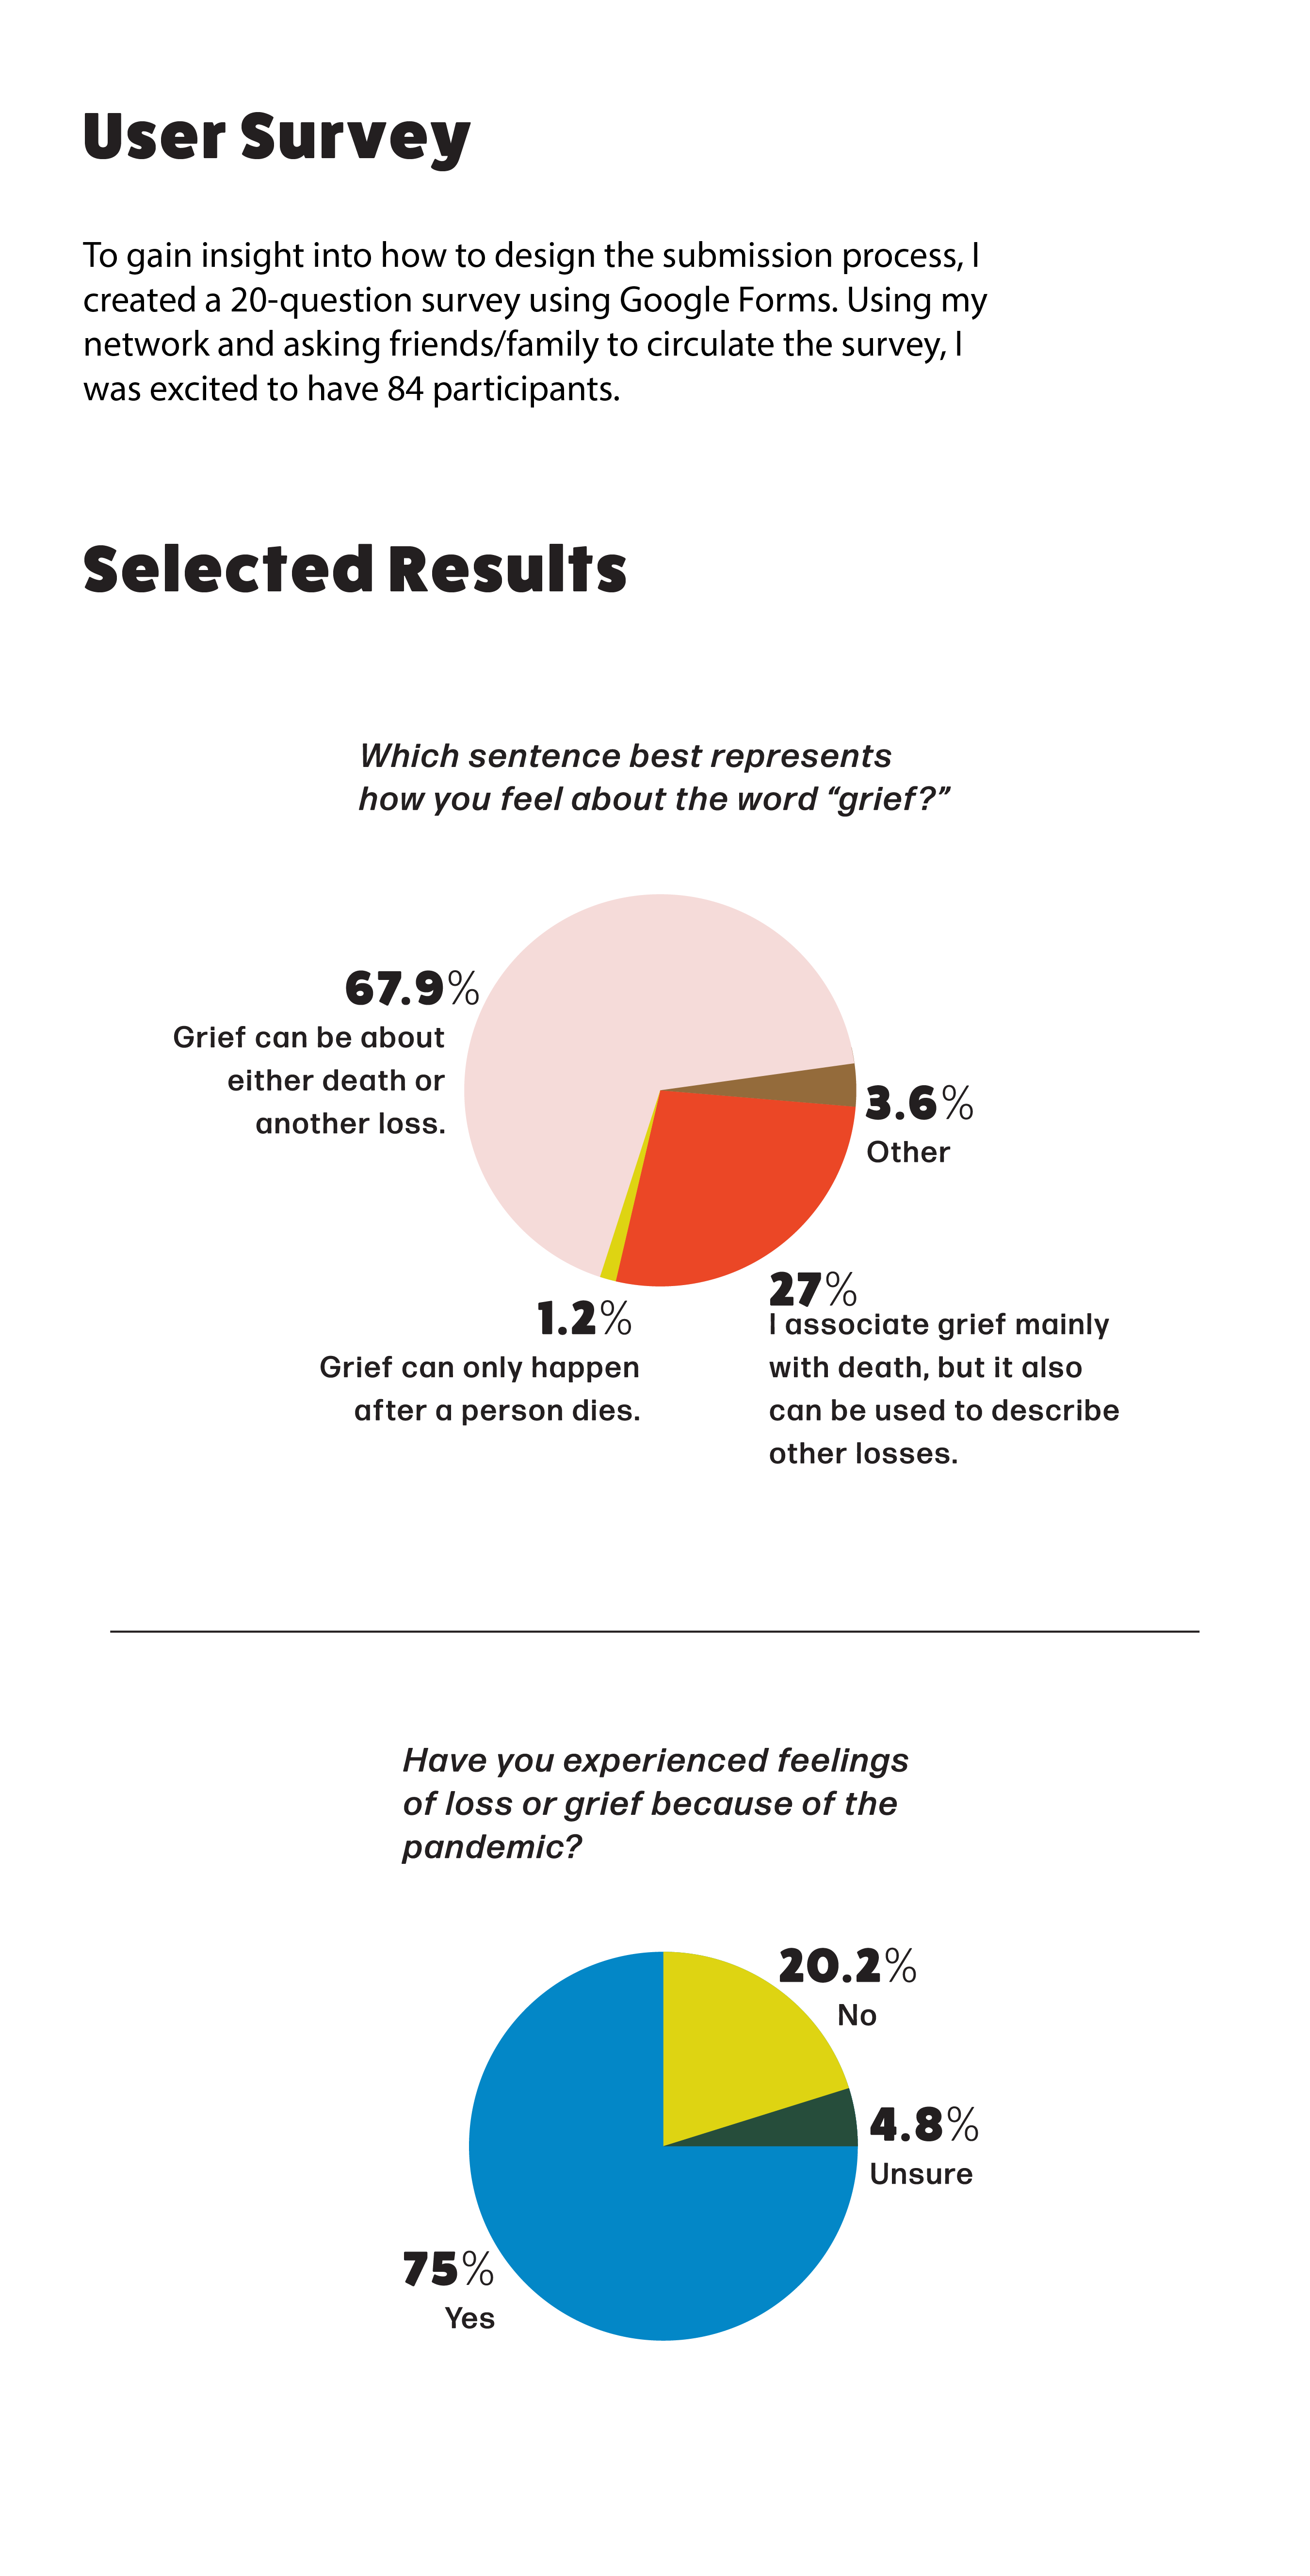 User Survey
To gain insight into how to design the submission process, I
created a 20-question survey using Google Forms. Using my
network and asking friends/family to circulate the survey, I
was excited to have 84 participants.
Selected Results
Which sentence best represents
how you feel about the word “grief?”
67.9%
Grief can be about
either death or
another loss.
3.6%
Other
27%
I associate grief mainly
with death, but it also
can be used to describe
other losses.
1.2%
Grief can only happen
after a person dies.
Have you experienced feelings
of loss or grief because of the
pandemic?
20.2%
No
4.8%
Unsure
75%
Yes